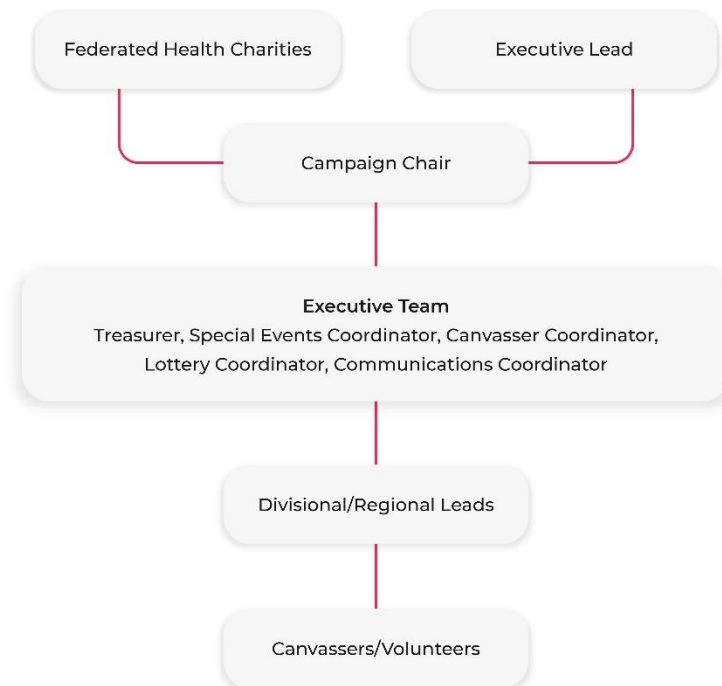 Federated Health Charities
Executive Lead
Campaign Chair
Executive Team
Treasurer, Special Events Coordinator, Canvasser Coordinator,
Lottery Coordinator, Communications Coordinator
Divisional/Regional Leads
Canvassers/Volunteers